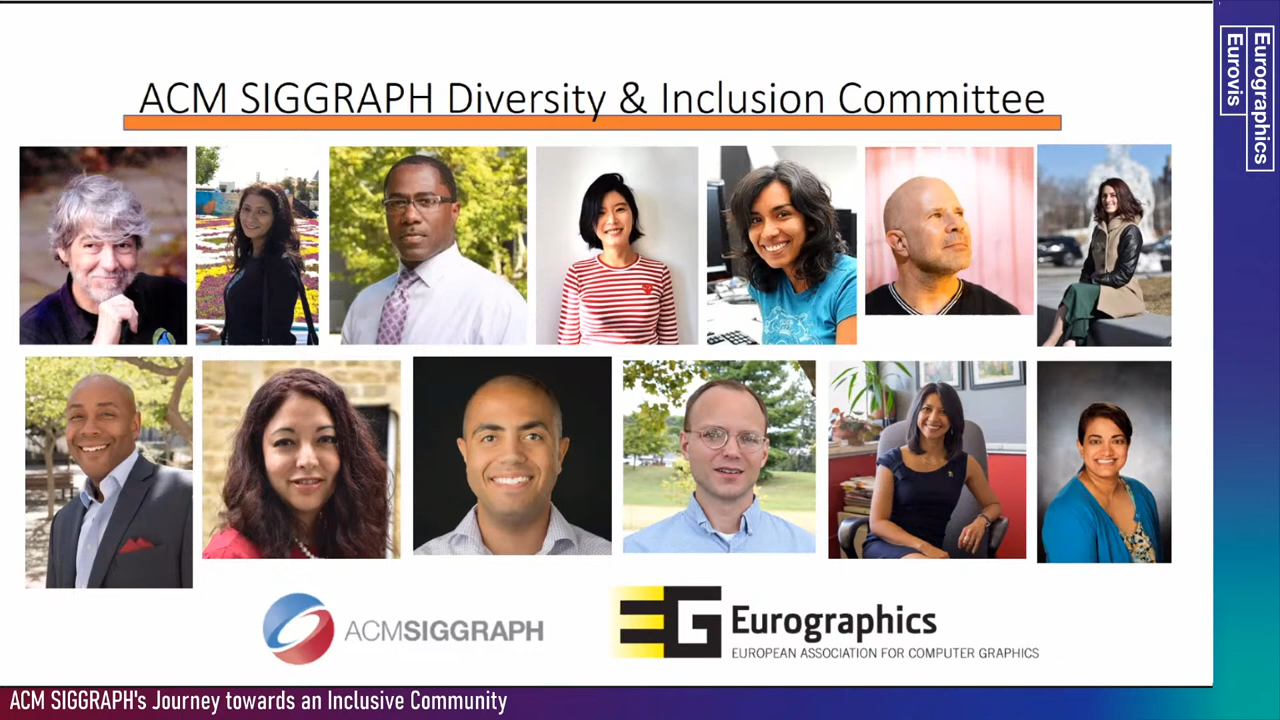 ACM SIGGRAPH Diversity & Inclusion Committee
Eurographics
Eurovis
ACMSIGGRAPH
EG Eurographics
EUROPEAN ASSOCIATION FOR COMPUTER GRAPHICS
ACM SIGGRAPH's Journey towards an Inclusive Community